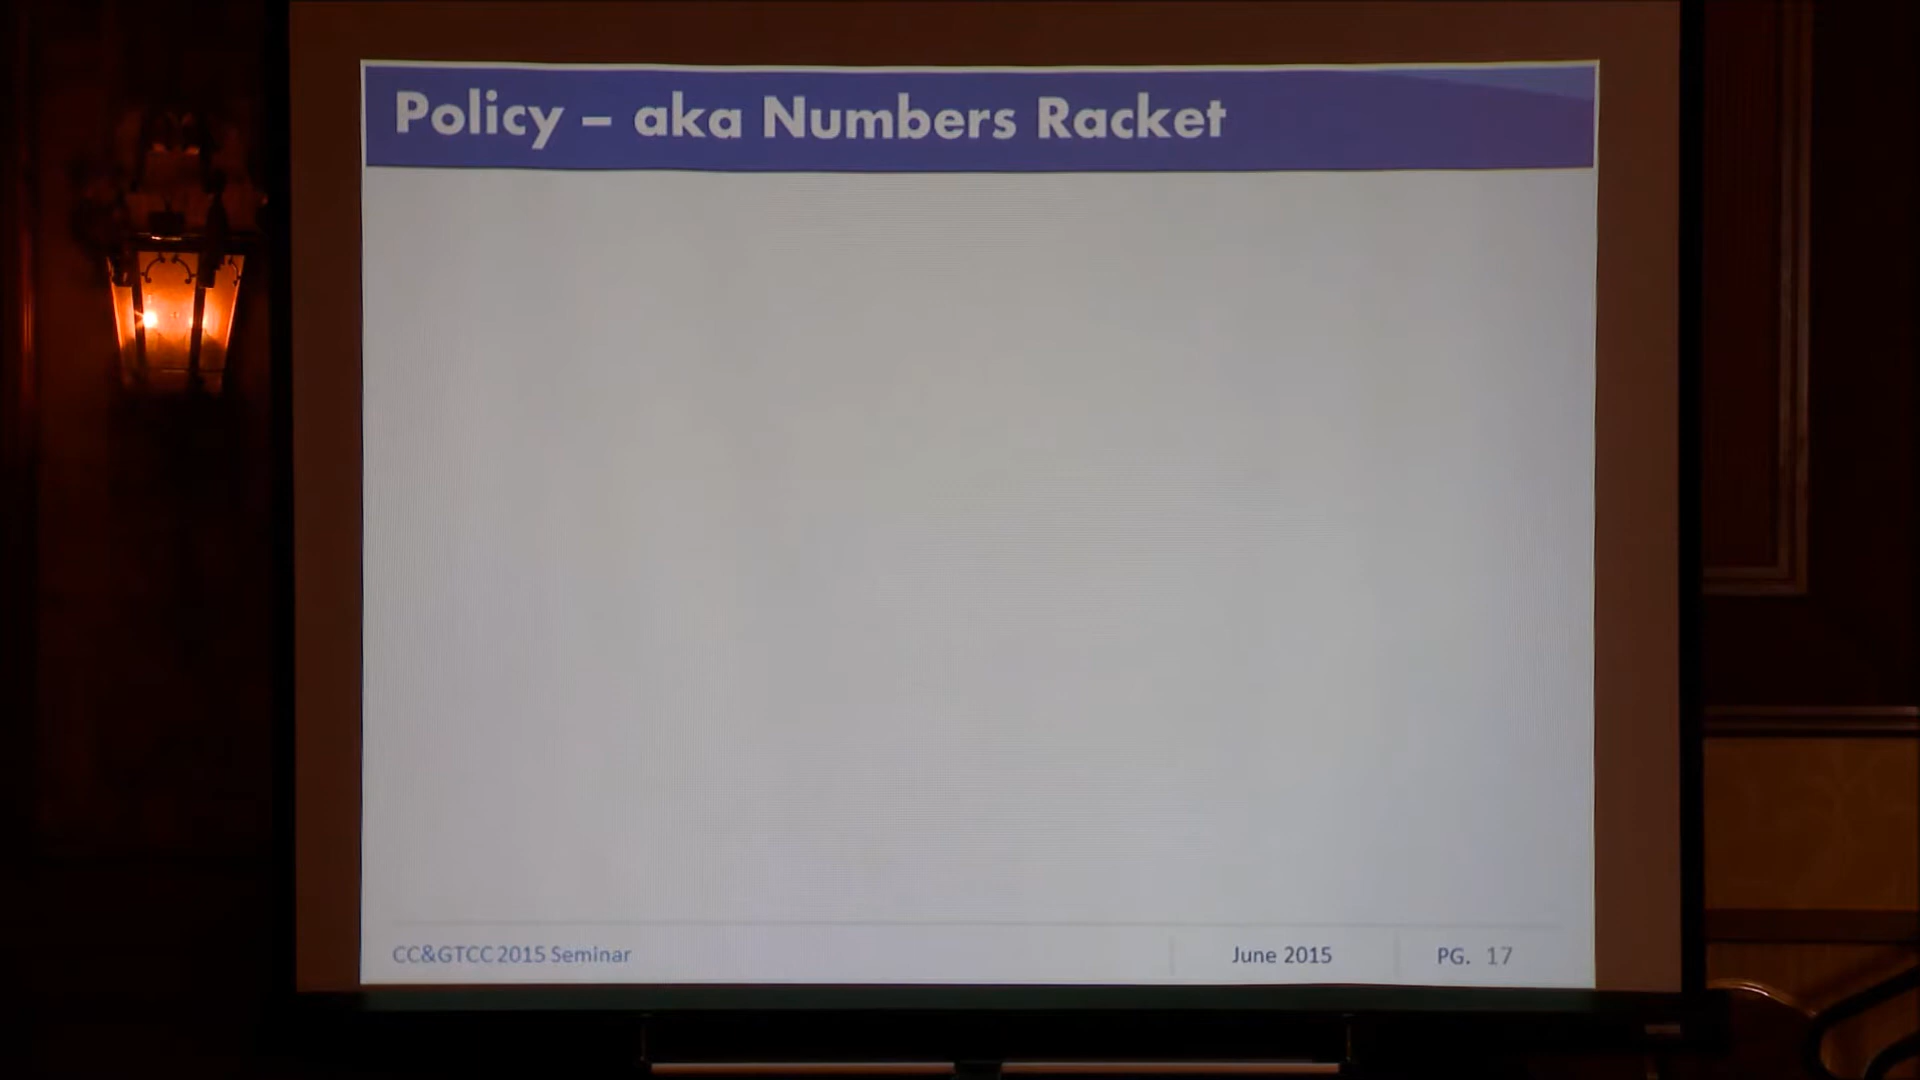 Policy – aka Numbers Racket
CC&GTCC 2015 Seminar
June 2015
PG. 17